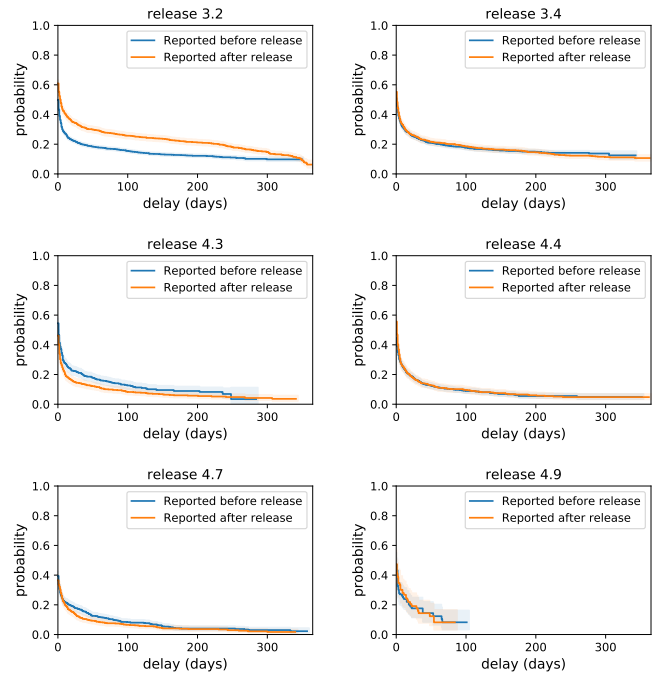 release 3.2
1.0
0.8
0.6
0.4
0.2
0.0
probability
Reported before release
Reported after release
0 100 200 300
delay (days)
release 3.4
1.0
0.8
0.6
0.4
0.2
0.0
probability
Reported before release
Reported after release
0 100 200 300
delay (days)
release 4.3
1.0
0.8
0.6
0.4
0.2
0.0
probability
Reported before release
Reported after release
0 100 200 300
delay (days)
release 4.4
1.0
0.8
0.6
0.4
0.2
0.0
probability
Reported before release
Reported after release
0 100 200 300
delay (days)
release 4.7
1.0
0.8
0.6
0.4
0.2
0.0
probability
Reported before release
Reported after release
0 100 200 300
delay (days)
release 4.9
1.0
0.8
0.6
0.4
0.2
0.0
probability
Reported before release
Reported after release
0 100 200 300
delay (days)